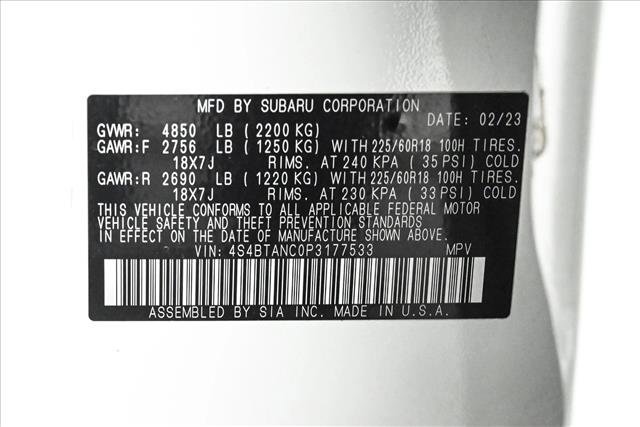 MFD BY SUBARU CORPORATION
DATE: 02/23
GVWR: 4850 LB (2200 KG)
GAWR:F 2756 LB (1250 KG) WITH 225/60R18 100H TIRES.
18X7J RIMS. AT 240 KPA (35 PSI) COLD
GAWR:R 2690 LB (1220 KG) WITH 225/60R18 100H TIRES.
18X7J RIMS. AT 230 KPA (33 PSI) COLD
THIS VEHICLE CONFORMS TO ALL APPLICABLE FEDERAL MOTOR
VEHICLE SAFETY AND THEFT PREVENTION STANDARDS
IN EFFECT ON THE DATE OF MANUFACTURE SHOWN ABOVE.
VIN: 4S4BTANC0P3177533 MPV
ASSEMBLED BY SIA INC. MADE IN U.S.A.